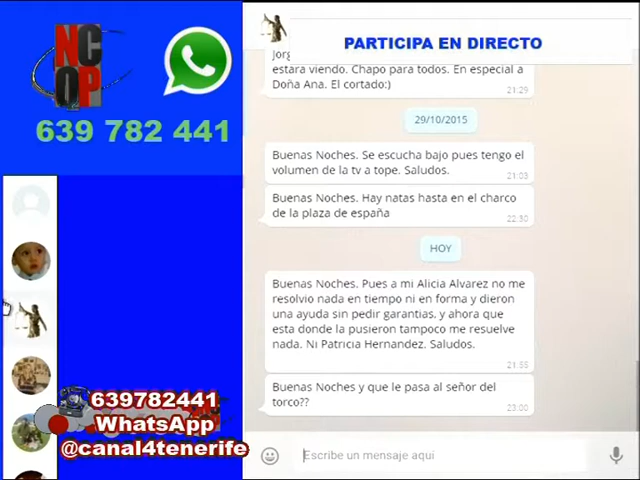 NC
OP
639 782 441
PARTICIPA EN DIRECTO
estara viendo. Chapo para todos. En especial a
Doña Ana. El cortado:)
21:29
29/10/2015
Buenas Noches. Se escucha bajo pues tengo el
volumen de la tv a tope. Saludos.
21:03
Buenas Noches. Hay natas hasta en el charco
de la plaza de españa
22:30
HOY
Buenas Noches. Pues a mi Alicia Alvarez no me
resolvio nada en tiempo ni en forma y dieron
una ayuda sin pedir garantias. y ahora que
esta donde la pusieron tampoco me resuelve
nada. Ni Patricia Hernandez. Saludos.
21:55
Buenas Noches y que le pasa al señor del
torco??
23:00
Escribe un mensaje aquí
639782441
WhatsApp
@canal4tenerife